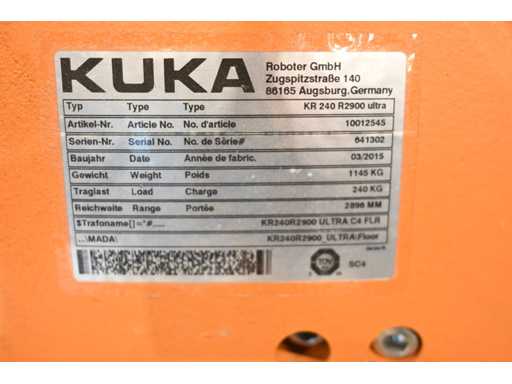 KUKA
Roboter GmbH
Zugspitzstraße 140
86165 Augsburg,Germany
Typ Type Type KR 240 R2900 ultra
Artikel-Nr. Article No. No. d'article 10012545
Serien-Nr. Serial No. No. de Série# 641302
Baujahr Date Année de fabric. 03/2015
Gewicht Weight Poids 1145 KG
Traglast Load Charge 240 KG
Reichweite Range Portée 2896 MM
$Trafoname[]="#..... KR240R2900 ULTRA C4 FLR
...\MADA\ KR240R2900_ULTRA\Floor
TÜV
SC4